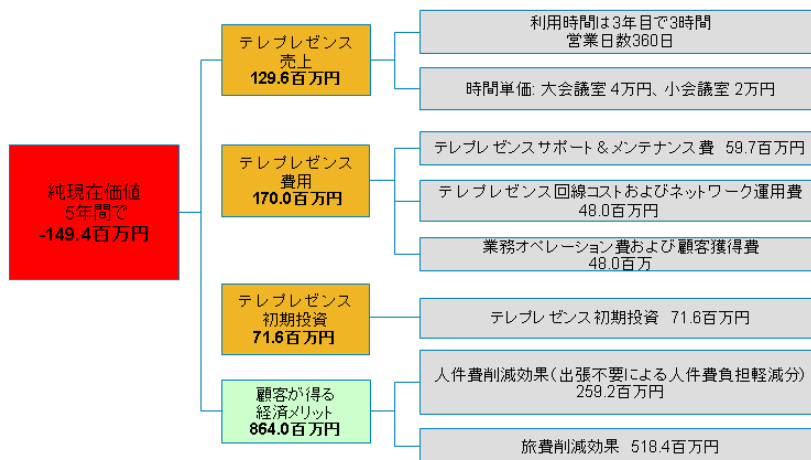 純現在価値
5年間で
-149.4百万円
テレプレゼンス
売上
129.6百万円
利用時間は3年目で3時間
営業日数360日
時間単価: 大会議室 4万円、小会議室 2万円
テレプレゼンス
費用
170.0百万円
テレプレゼンスサポート＆メンテナンス費 59.7百万円
テレプレゼンス回線コストおよびネットワーク運用費
48.0百万円
業務オペレーション費および顧客獲得費
48.0百万
テレプレゼンス
初期投資
71.6百万円
テレプレゼンス初期投資 71.6百万円
顧客が得る
経済メリット
864.0百万円
人件費削減効果（出張不要による人件費負担軽減分）
259.2百万円
旅費削減効果 518.4百万円